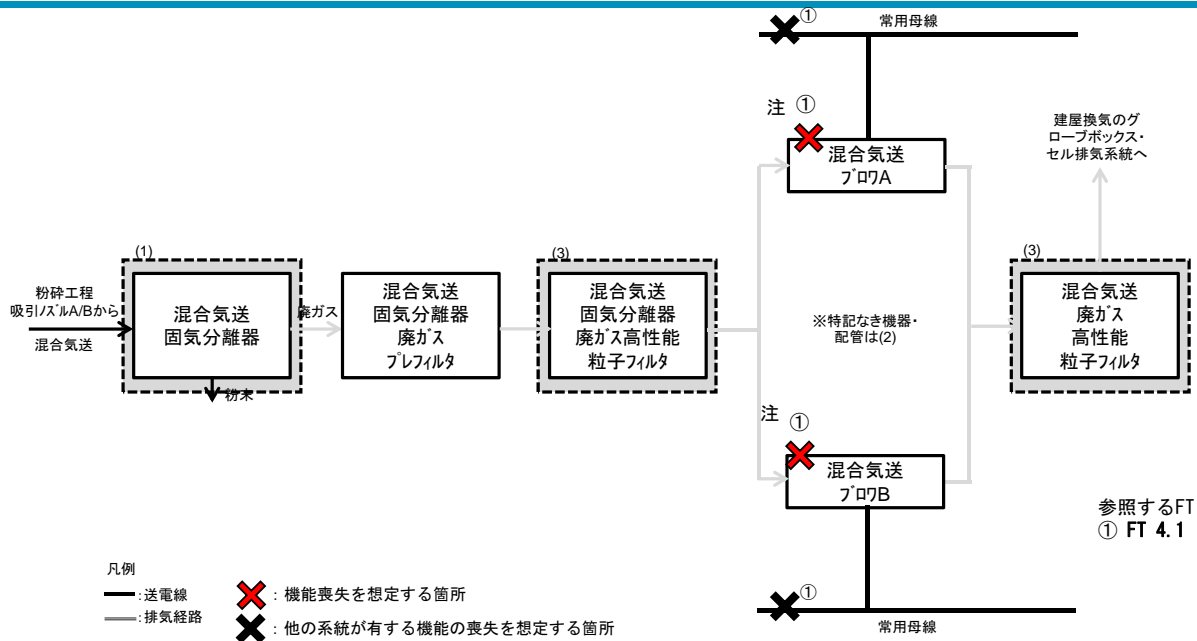 ①
常用母線
注 ①
混合気送
ブロワA
建屋換気のグ
ローブボックス・
セル排気系統へ
(1)
粉砕工程
吸引ノズルA/Bから
混合気送
混合気送
固気分離器
粉末
廃ガス
混合気送
固気分離器
廃ガス
プレフィルタ
(3)
混合気送
固気分離器
廃ガス高性能
粒子フィルタ
※特記なき機器・
配管は(2)
(3)
混合気送
廃ガス
高性能
粒子フィルタ
注 ①
混合気送
ブロワB
参照するFT
① FT 4.1
凡例
:送電線
:排気経路
:機能喪失を想定する箇所
:他の系統が有する機能の喪失を想定する箇所
①
常用母線